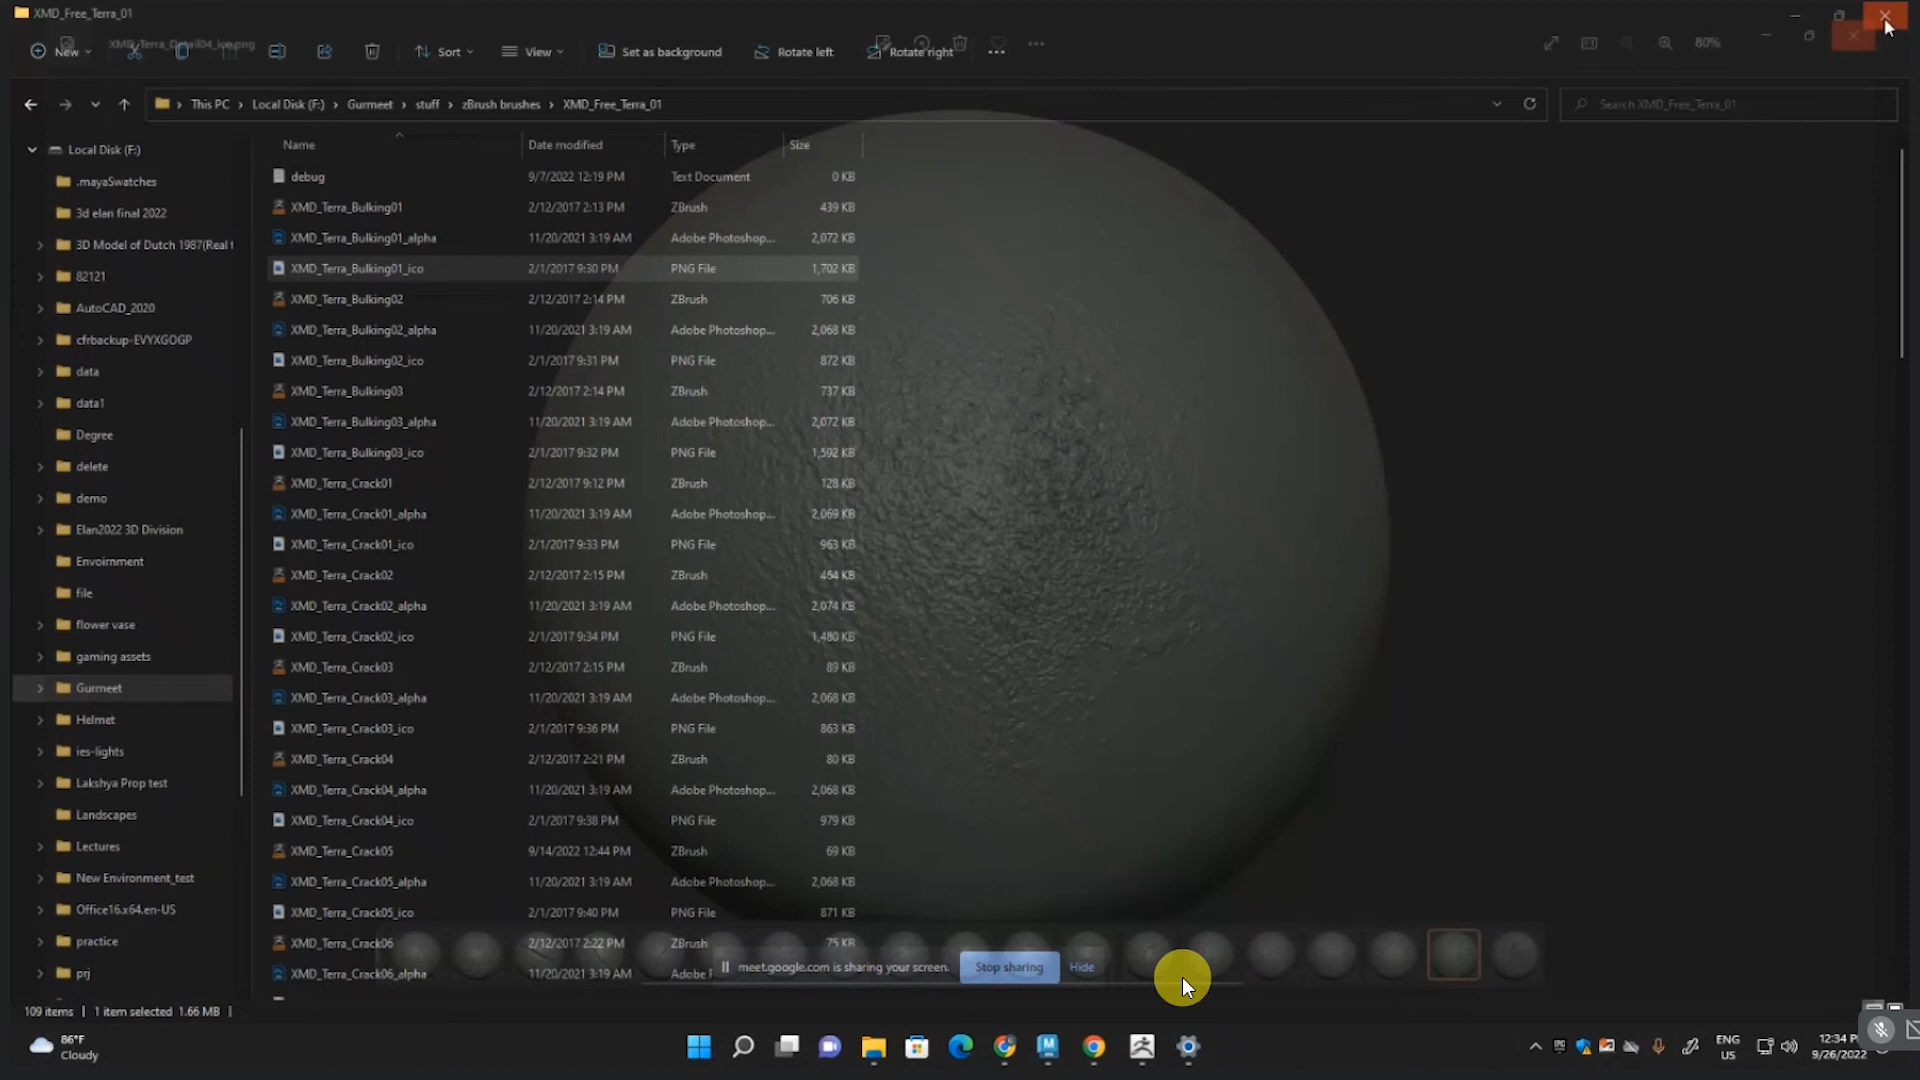 XMD_Free_Terra_01
New
XMD_Terra_Detail04_ico.png
Sort
View
Set as background
Rotate left
Rotate right
80%
This PC > Local Disk (F:) > Gurmeet > stuff > zBrush brushes > XMD_Free_Terra_01
Search XMD_Free_Terra_01
Local Disk (F:)
.mayaSwatches
3d elan final 2022
3D Model of Dutch 1987(Real t
82121
AutoCAD_2020
cfrbackup-EVYXGOGP
data
data1
Degree
delete
demo
Elan2022 3D Division
Envoirnment
file
flower vase
gaming assets
Gurmeet
Helmet
ies-lights
Lakshya Prop test
Landscapes
Lectures
New Environment_test
Office16.x64.en-US
practice
prj
Name Date modified Type Size
debug 9/7/2022 12:19 PM Text Document 0 KB
XMD_Terra_Bulking01 2/12/2017 2:13 PM ZBrush 439 KB
XMD_Terra_Bulking01_alpha 11/20/2021 3:19 AM Adobe Photoshop... 2,072 KB
XMD_Terra_Bulking01_ico 2/1/2017 9:30 PM PNG File 1,702 KB
XMD_Terra_Bulking02 2/12/2017 2:14 PM ZBrush 706 KB
XMD_Terra_Bulking02_alpha 11/20/2021 3:19 AM Adobe Photoshop... 2,068 KB
XMD_Terra_Bulking02_ico 2/1/2017 9:31 PM PNG File 872 KB
XMD_Terra_Bulking03 2/12/2017 2:14 PM ZBrush 737 KB
XMD_Terra_Bulking03_alpha 11/20/2021 3:19 AM Adobe Photoshop... 2,072 KB
XMD_Terra_Bulking03_ico 2/1/2017 9:32 PM PNG File 1,592 KB
XMD_Terra_Crack01 2/12/2017 9:12 PM ZBrush 128 KB
XMD_Terra_Crack01_alpha 11/20/2021 3:19 AM Adobe Photoshop... 2,069 KB
XMD_Terra_Crack01_ico 2/1/2017 9:33 PM PNG File 963 KB
XMD_Terra_Crack02 2/12/2017 2:15 PM ZBrush 464 KB
XMD_Terra_Crack02_alpha 11/20/2021 3:19 AM Adobe Photoshop... 2,074 KB
XMD_Terra_Crack02_ico 2/1/2017 9:34 PM PNG File 1,480 KB
XMD_Terra_Crack03 2/12/2017 2:15 PM ZBrush 89 KB
XMD_Terra_Crack03_alpha 11/20/2021 3:19 AM Adobe Photoshop... 2,068 KB
XMD_Terra_Crack03_ico 2/1/2017 9:36 PM PNG File 863 KB
XMD_Terra_Crack04 2/12/2017 2:21 PM ZBrush 80 KB
XMD_Terra_Crack04_alpha 11/20/2021 3:19 AM Adobe Photoshop... 2,068 KB
XMD_Terra_Crack04_ico 2/1/2017 9:38 PM PNG File 979 KB
XMD_Terra_Crack05 9/14/2022 12:44 PM ZBrush 69 KB
XMD_Terra_Crack05_alpha 11/20/2021 3:19 AM Adobe Photoshop... 2,068 KB
XMD_Terra_Crack05_ico 2/1/2017 9:40 PM PNG File 871 KB
XMD_Terra_Crack06 2/12/2017 2:22 PM ZBrush 75 KB
XMD_Terra_Crack06_alpha 11/20/2021 3:19 AM Adobe
meet.google.com is sharing your screen. Stop sharing Hide
109 items 1 item selected 1.66 MB
86°F
Cloudy
ENG
US
12:34
9/26/2022